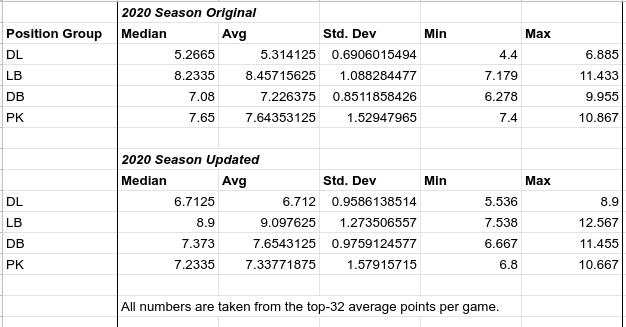 2020 Season Original
Position Group Median Avg Std. Dev Min Max
DL 5.2665 5.314125 0.6906015494 4.4 6.885
LB 8.2335 8.45715625 1.088284477 7.179 11.433
DB 7.08 7.226375 0.8511858426 6.278 9.955
PK 7.65 7.64353125 1.52947965 7.4 10.867
2020 Season Updated
Median Avg Std. Dev Min Max
DL 6.7125 6.712 0.9586138514 5.536 8.9
LB 8.9 9.097625 1.273506557 7.538 12.567
DB 7.373 7.6543125 0.9759124577 6.667 11.455
PK 7.2335 7.33771875 1.57915715 6.8 10.667
All numbers are taken from the top-32 average points per game.